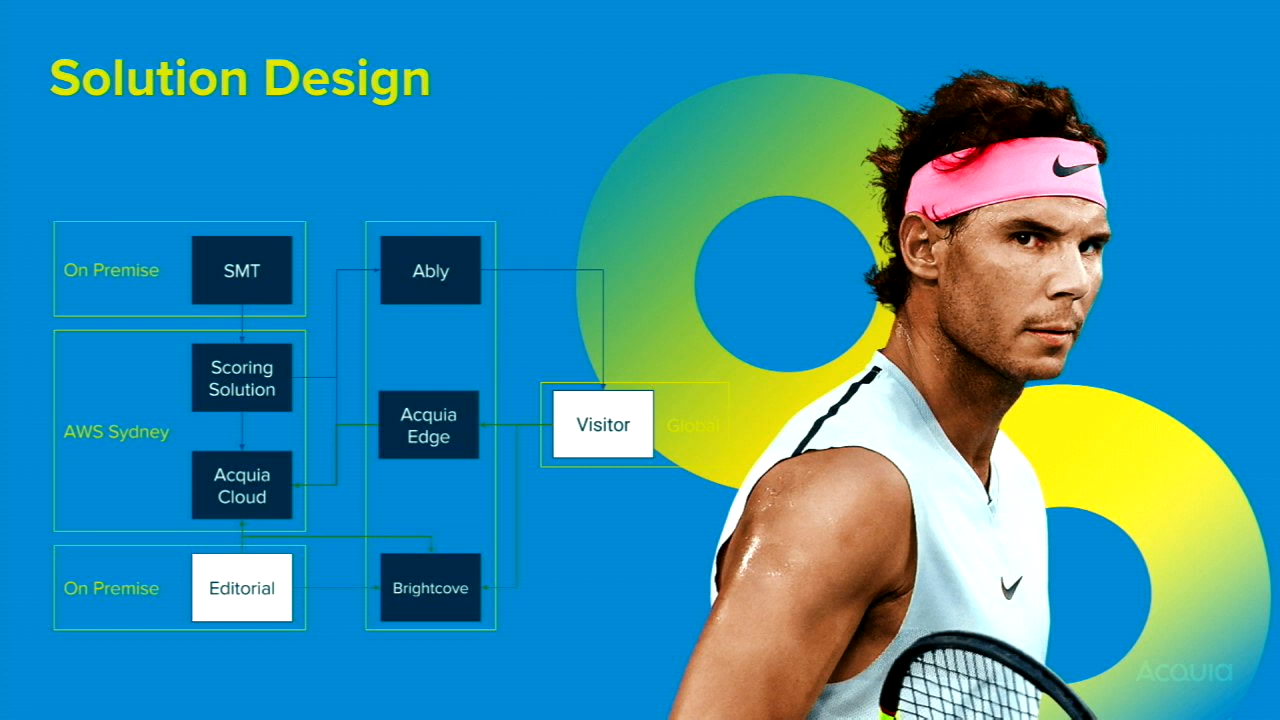 Solution Design
On Premise
SMT
Ably
Scoring
Solution
AWS Sydney
Acquia
Edge
Visitor
Global
Acquia
Cloud
On Premise
Editorial
Brightcove
Acquia